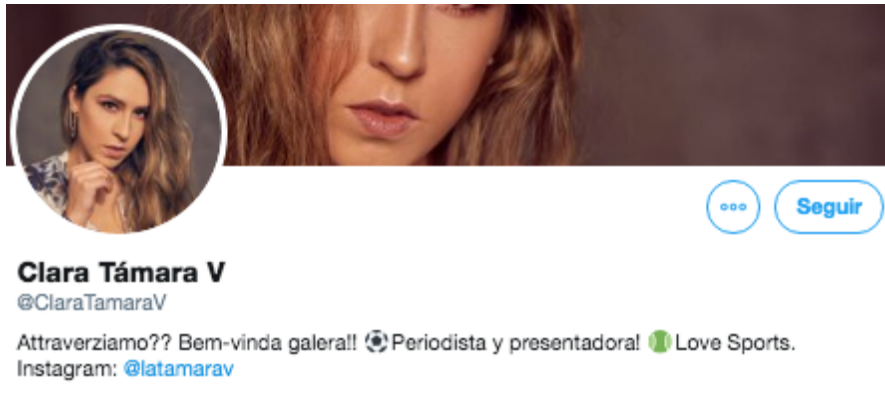 Seguir
Clara Támara V
@ClaraTamaraV
Attraverziamo?? Bem-vinda galera!! ⚽Periodista y presentadora! 🎾Love Sports.
Instagram: @latamarav